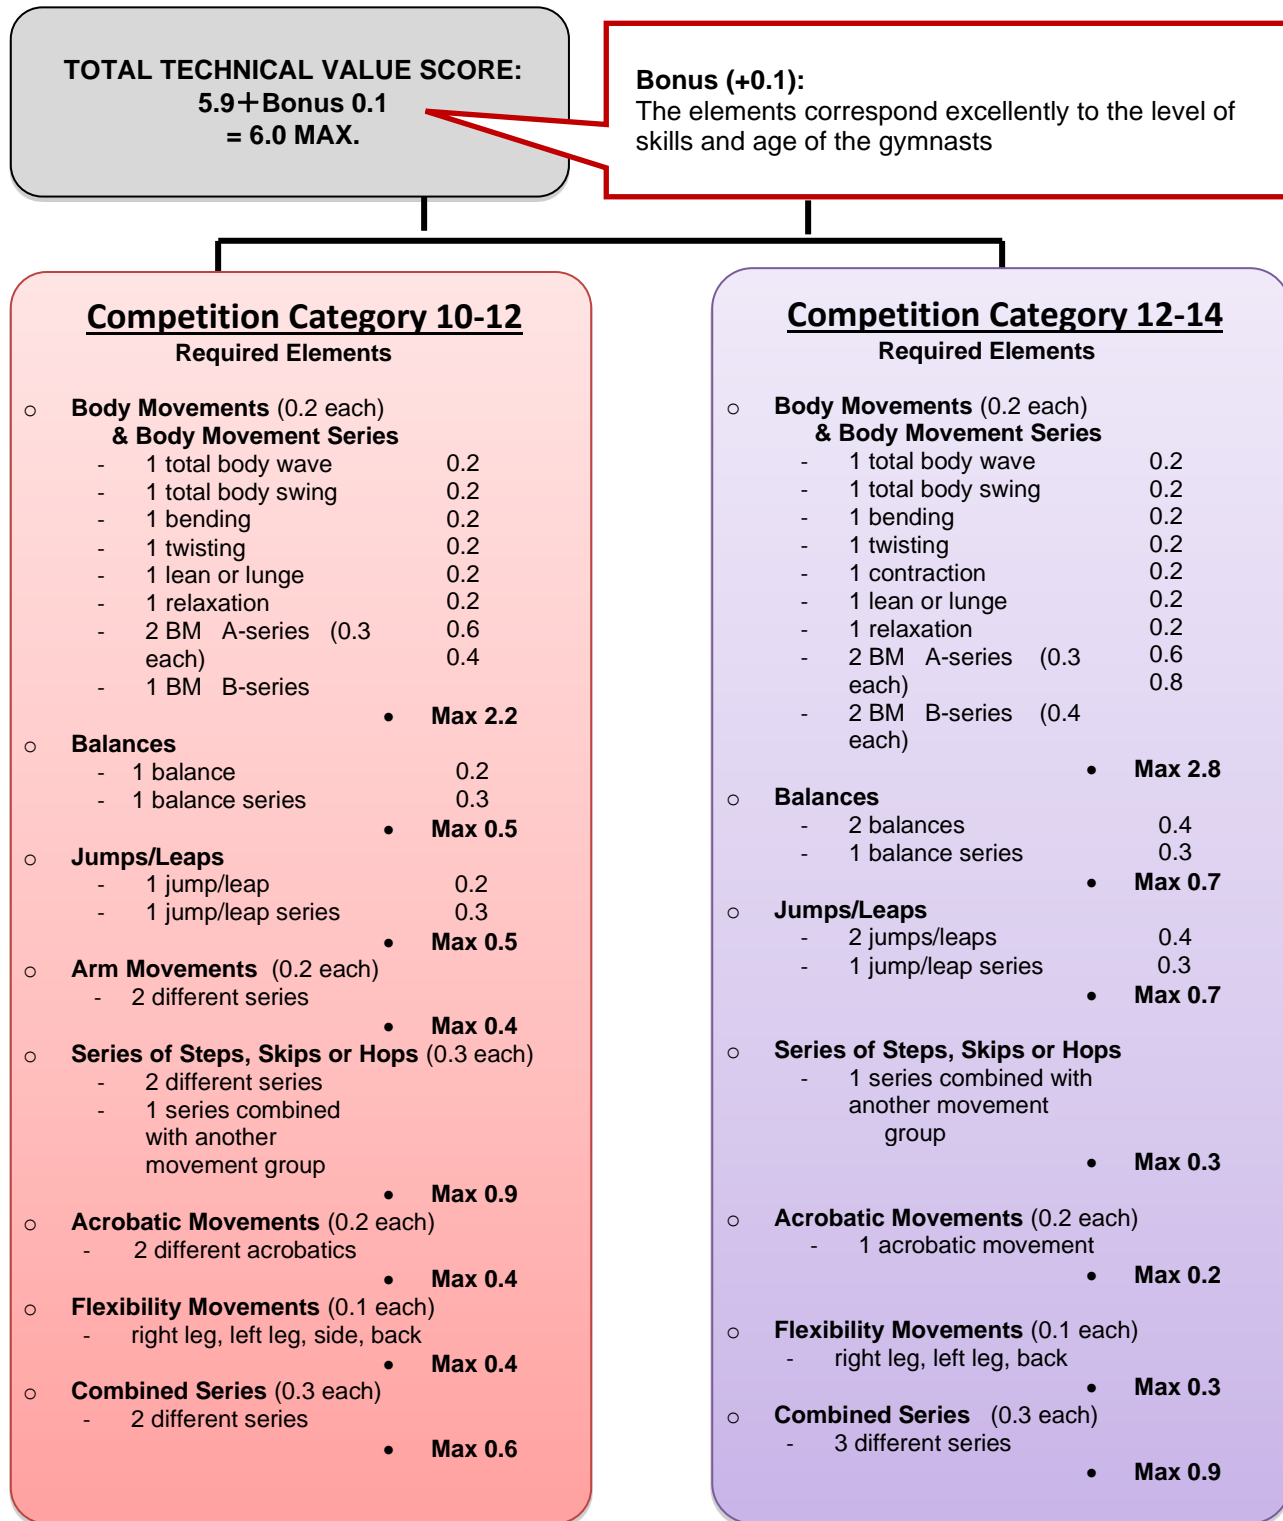 TOTAL TECHNICAL VALUE SCORE:
5.9＋Bonus 0.1
= 6.0 MAX.
Bonus (+0.1):
The elements correspond excellently to the level of
skills and age of the gymnasts
Competition Category 10-12
Required Elements
o Body Movements (0.2 each)
& Body Movement Series
- 1 total body wave 0.2
- 1 total body swing 0.2
- 1 bending 0.2
- 1 twisting 0.2
- 1 lean or lunge 0.2
- 1 relaxation 0.2
- 2 BM A-series (0.3 0.6
each) 0.4
- 1 BM B-series
• Max 2.2
o Balances
- 1 balance 0.2
- 1 balance series 0.3
• Max 0.5
o Jumps/Leaps
- 1 jump/leap 0.2
- 1 jump/leap series 0.3
• Max 0.5
o Arm Movements (0.2 each)
- 2 different series
• Max 0.4
o Series of Steps, Skips or Hops (0.3 each)
- 2 different series
- 1 series combined
with another
movement group
• Max 0.9
o Acrobatic Movements (0.2 each)
- 2 different acrobatics
• Max 0.4
o Flexibility Movements (0.1 each)
- right leg, left leg, side, back
• Max 0.4
o Combined Series (0.3 each)
- 2 different series
• Max 0.6
Competition Category 12-14
Required Elements
o Body Movements (0.2 each)
& Body Movement Series
- 1 total body wave 0.2
- 1 total body swing 0.2
- 1 bending 0.2
- 1 twisting 0.2
- 1 contraction 0.2
- 1 lean or lunge 0.2
- 1 relaxation 0.2
- 2 BM A-series (0.3 0.6
each) 0.8
- 2 BM B-series (0.4
each)
• Max 2.8
o Balances
- 2 balances 0.4
- 1 balance series 0.3
• Max 0.7
o Jumps/Leaps
- 2 jumps/leaps 0.4
- 1 jump/leap series 0.3
• Max 0.7
o Series of Steps, Skips or Hops
- 1 series combined with
another movement
group
• Max 0.3
o Acrobatic Movements (0.2 each)
- 1 acrobatic movement
• Max 0.2
o Flexibility Movements (0.1 each)
- right leg, left leg, back
• Max 0.3
o Combined Series (0.3 each)
- 3 different series
• Max 0.9